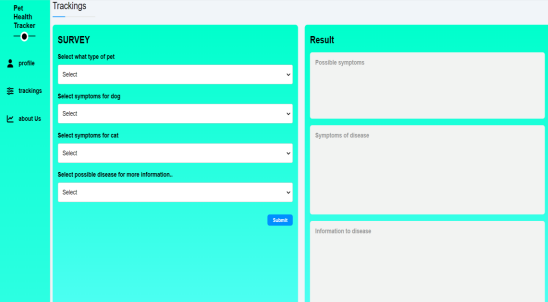 Pet
Health
Tracker
profile
trackings
about Us
Trackings
SURVEY
Select what type of pet
Select
Select symptoms for dog
Select
Select symptoms for cat
Select
Select possible disease for more information..
Select
Submit
Result
Possible symptoms
Symptoms of disease
Information to disease